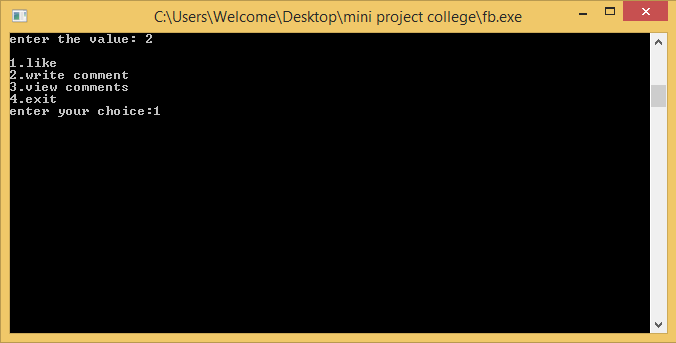 C:\Users\Welcome\Desktop\mini project college\fb.exe
enter the value: 2
1.like
2.write comment
3.view comments
4.exit
enter your choice:1